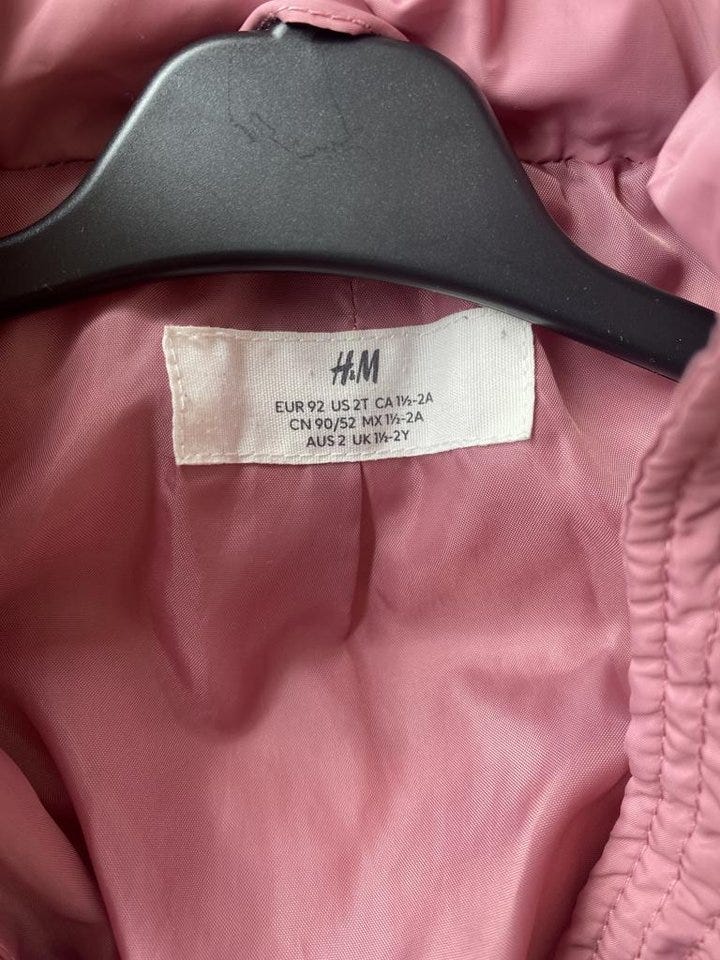 H&M
EUR 92 US 2T CA 1½-2A
CN 90/52 MX 1½-2A
AUS 2 UK 1½-2Y